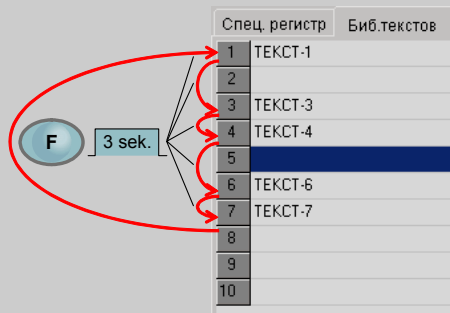 Спец. регистр Биб.текстов
1 ТЕКСТ-1
2
3 ТЕКСТ-3
4 ТЕКСТ-4
F 3 sek.
5
6 ТЕКСТ-6
7 ТЕКСТ-7
8
9
10